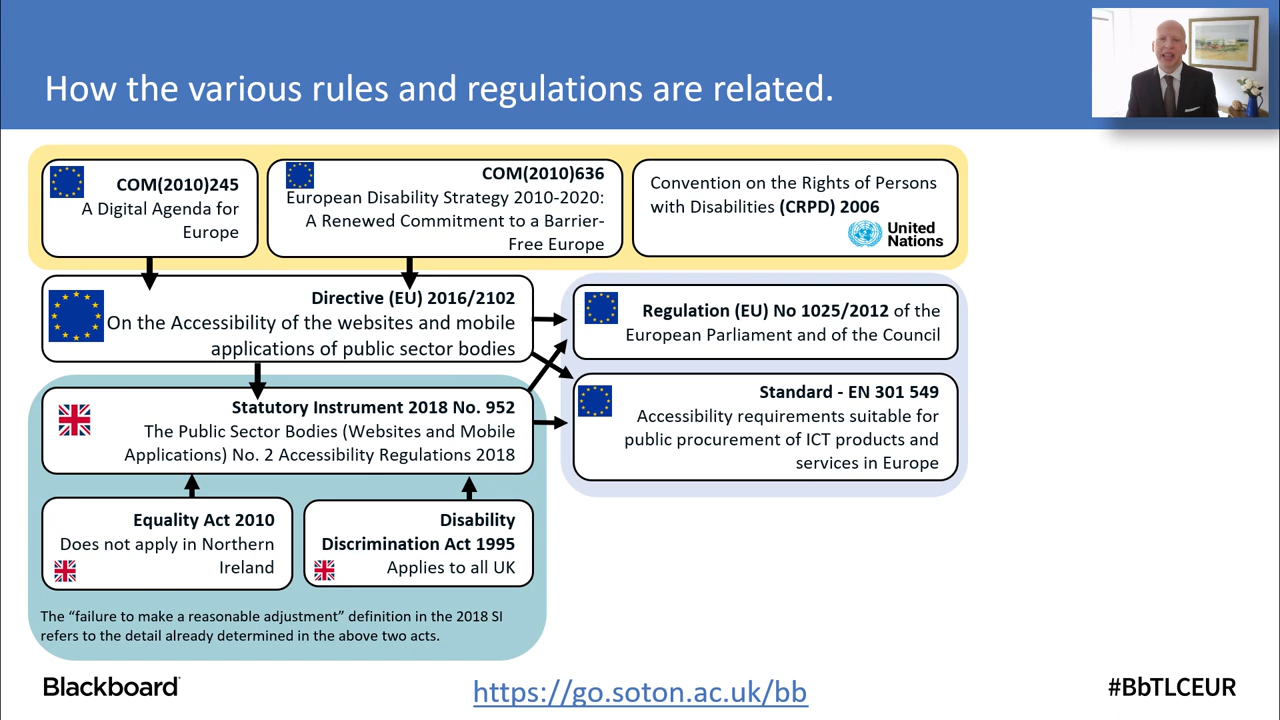 How the various rules and regulations are related.
COM(2010)245
A Digital Agenda for
Europe
COM(2010)636
European Disability Strategy 2010-2020:
A Renewed Commitment to a Barrier-
Free Europe
Convention on the Rights of Persons
with Disabilities (CRPD) 2006
United
Nations
Directive (EU) 2016/2102
On the Accessibility of the websites and mobile
applications of public sector bodies
Regulation (EU) No 1025/2012 of the
European Parliament and of the Council
Statutory Instrument 2018 No. 952
The Public Sector Bodies (Websites and Mobile
Applications) No. 2 Accessibility Regulations 2018
Standard - EN 301 549
Accessibility requirements suitable for
public procurement of ICT products and
services in Europe
Equality Act 2010
Does not apply in Northern
Ireland
Disability
Discrimination Act 1995
Applies to all UK
The “failure to make a reasonable adjustment” definition in the 2018 SI
refers to the detail already determined in the above two acts.
Blackboard
https://go.soton.ac.uk/bb
#BbTLCEUR